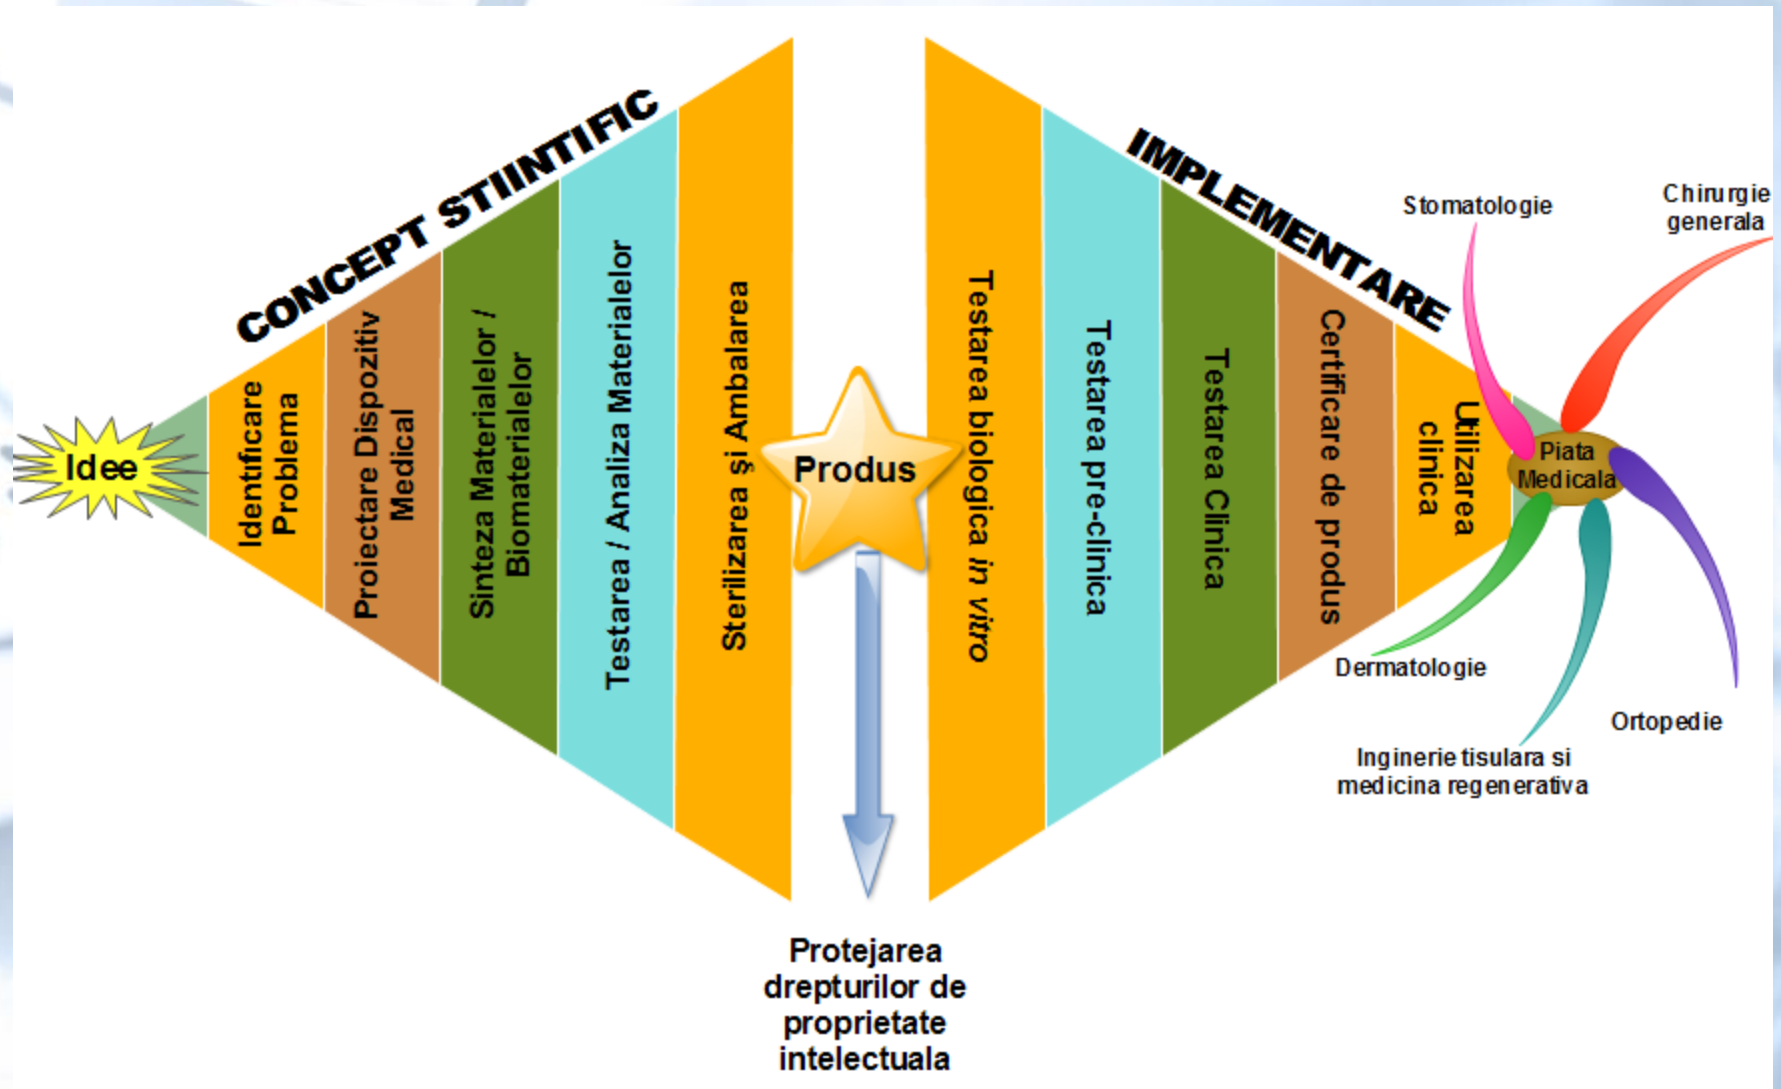 CONCEPT STIINTIFIC
IMPLEMENTARE
Idee
Identificare
Problema
Proiectare Dispozitiv
Medical
Sinteza Materialelor /
Biomaterialelor
Testarea / Analiza Materialelor
Sterilizarea şi Ambalarea
Produs
Protejarea
drepturilor de
proprietate
intelectuala
Testarea biologica in vitro
Testarea pre-clinica
Testarea Clinica
Certificare de produs
Utilizarea
clinica
Piata
Medicala
Stomatologie
Chirurgie
generala
Dermatologie
Inginerie tisulara si
medicina regenerativa
Ortopedie